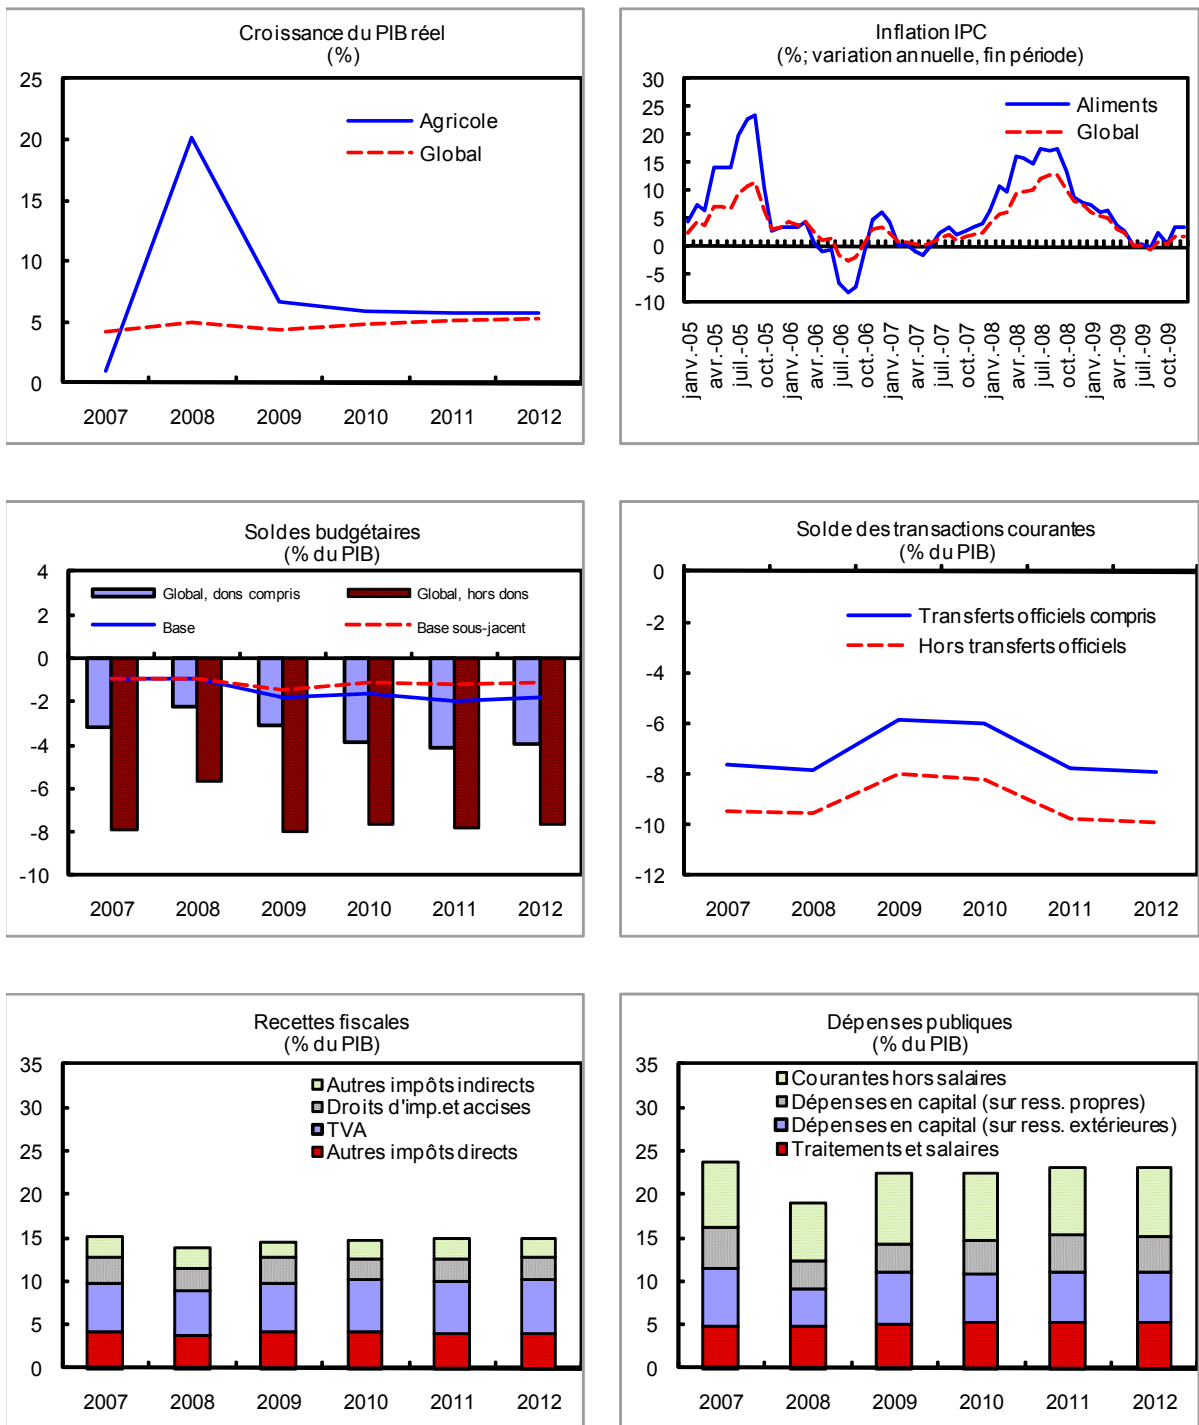 Croissance du PIB réel
(%)
25
20
15
10
5
0
Agricole
Global
2007 2008 2009 2010 2011 2012
Inflation IPC
(%; variation annuelle, fin période)
30
25
20
15
10
5
0
-5
-10
Aliments
Global
janv.-05 avr.-05 juil.-05 oct.-05 janv.-06 avr.-06 juil.-06 oct.-06 janv.-07 avr.-07 juil.-07 oct.-07 janv.-08 avr.-08 juil.-08 oct.-08 janv.-09 avr.-09 juil.-09 oct.-09
Soldes budgétaires
(% du PIB)
4
2
0
-2
-4
-6
-8
-10
Global, dons compris Global, hors dons
Base Base sous-jacent
2007 2008 2009 2010 2011 2012
Solde des transactions courantes
(% du PIB)
0
-2
-4
-6
-8
-10
-12
Transferts officiels compris
Hors transferts officiels
2007 2008 2009 2010 2011 2012
Recettes fiscales
(% du PIB)
35
30
25
20
15
10
5
0
Autres impôts indirects
Droits d'imp.et accises
TVA
Autres impôts directs
2007 2008 2009 2010 2011 2012
Dépenses publiques
(% du PIB)
35
30
25
20
15
10
5
0
Courantes hors salaires
Dépenses en capital (sur ress. propres)
Dépenses en capital (sur ress. extérieures)
Traitements et salaires
2007 2008 2009 2010 2011 2012